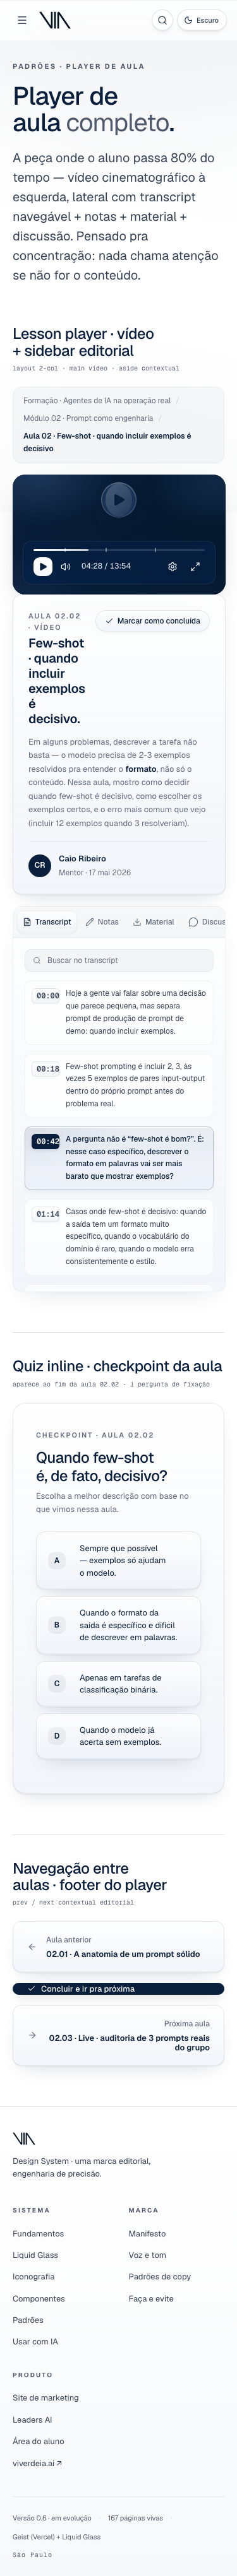 VIA
Escuro
PADRÕES · PLAYER DE AULA
Player de
aula completo.
A peça onde o aluno passa 80% do
tempo — vídeo cinematográfico à
esquerda, lateral com transcript
navegável + notas + material +
discussão. Pensado pra
concentração: nada chama atenção
se não for o conteúdo.
Lesson player · vídeo
+ sidebar editorial
layout 2-col · main video · aside contextual
Formação · Agentes de IA na operação real /
Módulo 02 · Prompt como engenharia /
Aula 02 · Few-shot · quando incluir exemplos é
decisivo
04:28 / 13:54
AULA 02.02
· VÍDEO
Marcar como concluída
Few-shot
· quando
incluir
exemplos
é
decisivo.
Em alguns problemas, descrever a tarefa não
basta — o modelo precisa de 2-3 exemplos
resolvidos pra entender o formato, não só o
conteúdo. Nessa aula, mostro como decidir
quando few-shot é decisivo, como escolher os
exemplos certos, e o erro mais comum que vejo
(incluir 12 exemplos quando 3 resolveriam).
CR
Caio Ribeiro
Mentor · 17 mai 2026
Transcript
Notas
Material
Discus
Buscar no transcript
00:00
Hoje a gente vai falar sobre uma decisão
que parece pequena, mas separa
prompt de produção de prompt de
demo: quando incluir exemplos.
00:18
Few-shot prompting é incluir 2, 3, às
vezes 5 exemplos de pares input-output
dentro do próprio prompt antes do
problema real.
00:42
A pergunta não é "few-shot é bom?". É:
nesse caso específico, descrever o
formato em palavras vai ser mais
barato que mostrar exemplos?
01:14
Casos onde few-shot é decisivo: quando
a saída tem um formato muito
específico, quando o vocabulário do
domínio é raro, quando o modelo erra
consistentemente o estilo.
Quiz inline · checkpoint da aula
aparece ao fim da aula 02.02 · 1 pergunta de fixação
CHECKPOINT · AULA 02.02
Quando few-shot
é, de fato, decisivo?
Escolha a melhor descrição com base no
que vimos nessa aula.
A
Sempre que possível
— exemplos só ajudam
o modelo.
B
Quando o formato da
saída é específico e difícil
de descrever em palavras.
C
Apenas em tarefas de
classificação binária.
D
Quando o modelo já
acerta sem exemplos.
Navegação entre
aulas · footer do player
prev / next contextual editorial
Aula anterior
02.01 · A anatomia de um prompt sólido
Concluir e ir pra próxima
Próxima aula
02.03 · Live · auditoria de 3 prompts reais
do grupo
VIA
Design System · uma marca editorial,
engenharia de precisão.
SISTEMA
MARCA
Fundamentos
Manifesto
Liquid Glass
Voz e tom
Iconografia
Padrões de copy
Componentes
Faça e evite
Padrões
Usar com IA
PRODUTO
Site de marketing
Leaders AI
Área do aluno
viverdeia.ai ↗
Versão 0.6 · em evolução
167 páginas vivas
Geist (Vercel) + Liquid Glass
São Paulo